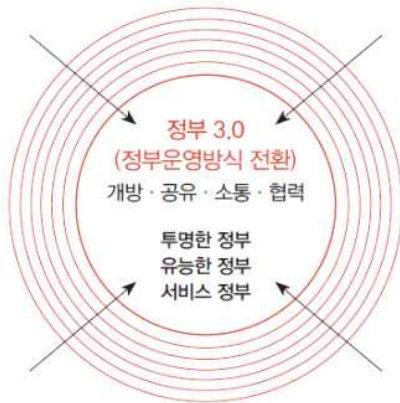 정부 3.0
(정부운영방식 전환)
개방 · 공유 · 소통 · 협력
투명한 정부
유능한 정부
서비스 정부